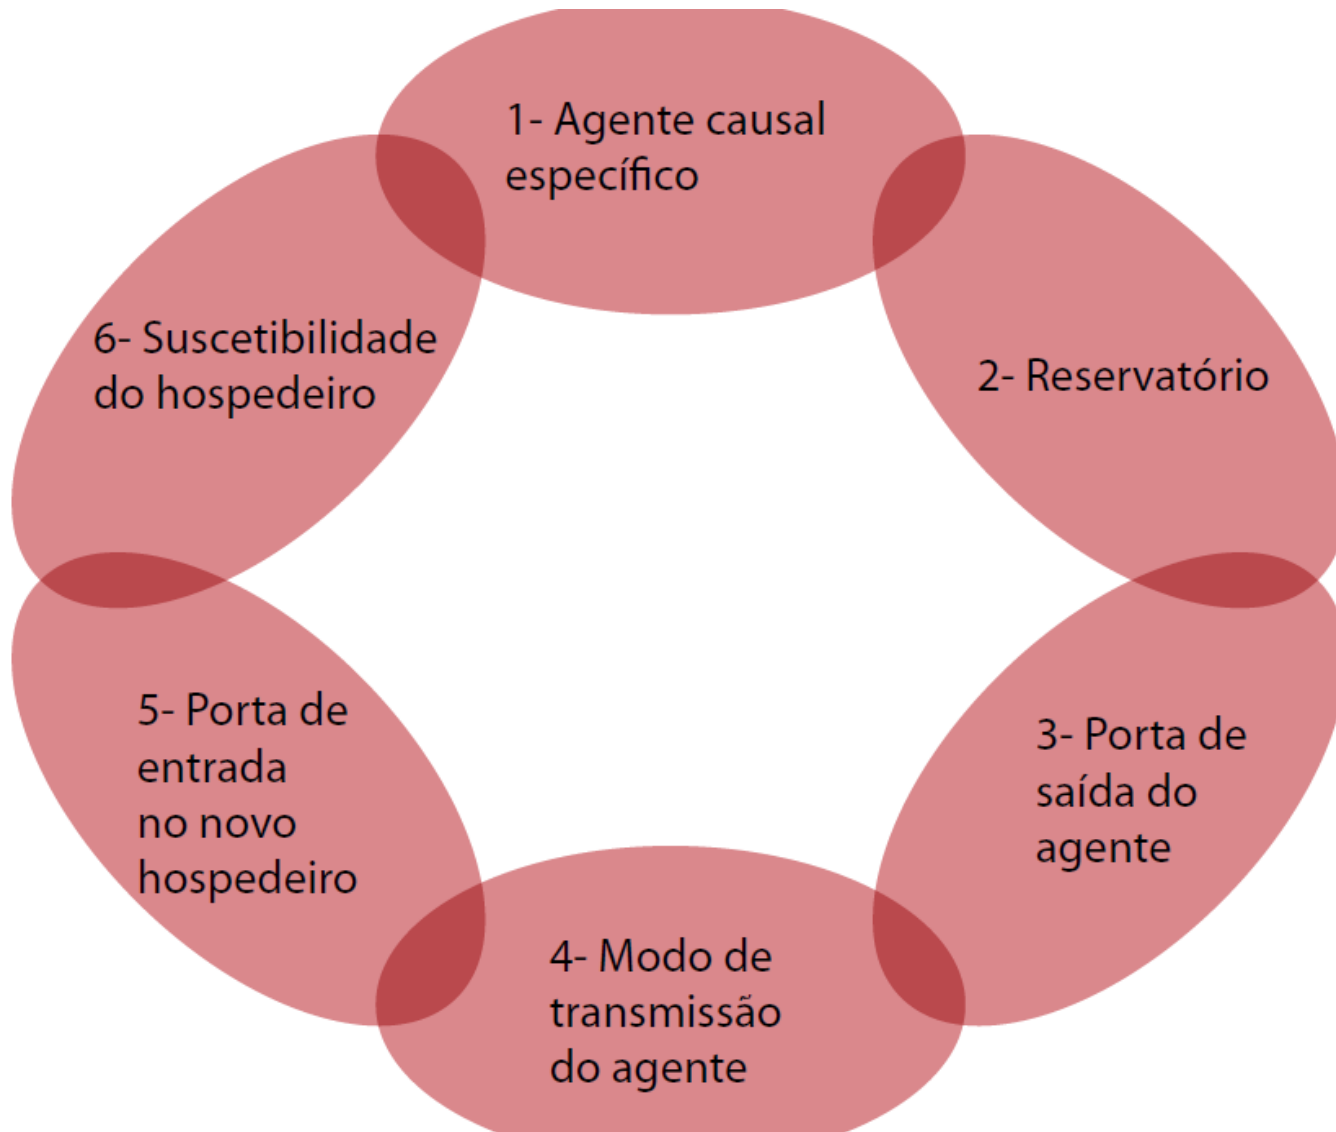 1- Agente causal
específico
2- Reservatório
3- Porta de
saída do
agente
4- Modo de
transmissão
do agente
5- Porta de
entrada
no novo
hospedeiro
6- Suscetibilidade
do hospedeiro